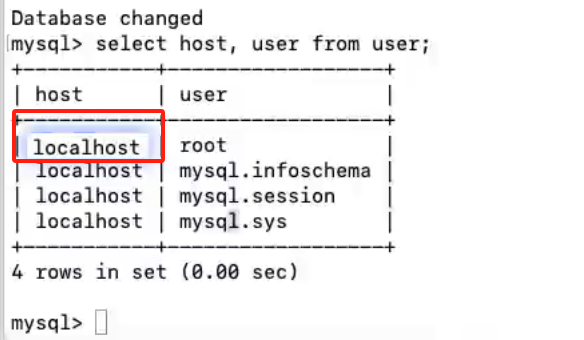 Database changed
mysql> select host, user from user;
+-----------+------------------+
| host      | user             |
+-----------+------------------+
| localhost | root             |
| localhost | mysql.infoschema |
| localhost | mysql.session    |
| localhost | mysql.sys        |
+-----------+------------------+
4 rows in set (0.00 sec)
mysql>